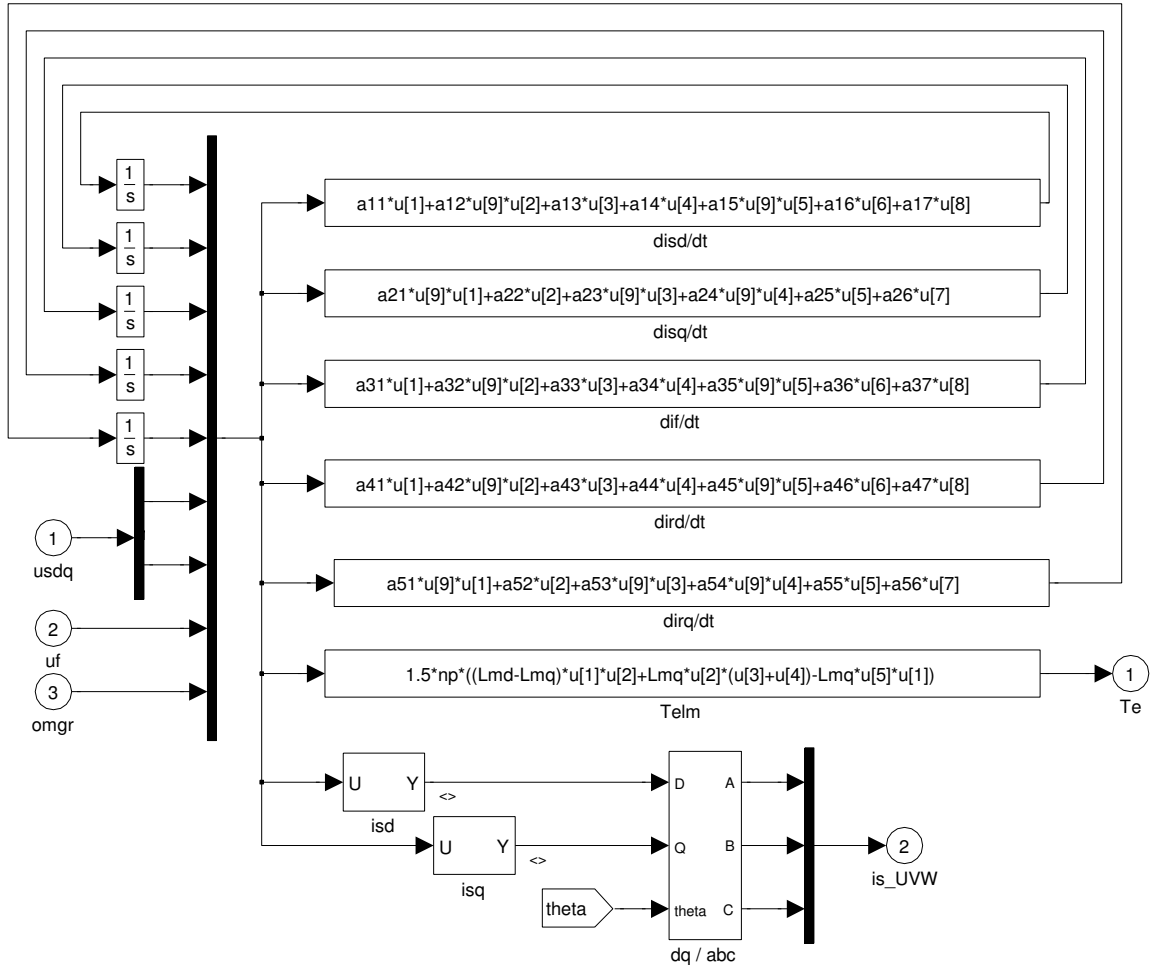 1
s
a11*u[1]+a12*u[9]*u[2]+a13*u[3]+a14*u[4]+a15*u[9]*u[5]+a16*u[6]+a17*u[8]
disd/dt
1
s
a21*u[9]*u[1]+a22*u[2]+a23*u[9]*u[3]+a24*u[9]*u[4]+a25*u[5]+a26*u[7]
disq/dt
1
s
a31*u[1]+a32*u[9]*u[2]+a33*u[3]+a34*u[4]+a35*u[9]*u[5]+a36*u[6]+a37*u[8]
dif/dt
1
s
1
s
a41*u[1]+a42*u[9]*u[2]+a43*u[3]+a44*u[4]+a45*u[9]*u[5]+a46*u[6]+a47*u[8]
dird/dt
1
usdq
a51*u[9]*u[1]+a52*u[2]+a53*u[9]*u[3]+a54*u[9]*u[4]+a55*u[5]+a56*u[7]
dirq/dt
2
uf
3
omgr
1.5*np*((Lmd-Lmq)*u[1]*u[2]+Lmq*u[2]*(u[3]+u[4])-Lmq*u[5]*u[1])
Telm
1
Te
U Y
<>
isd
U Y
<>
isq
theta
D A
Q B
theta C
dq / abc
2
is_UVW